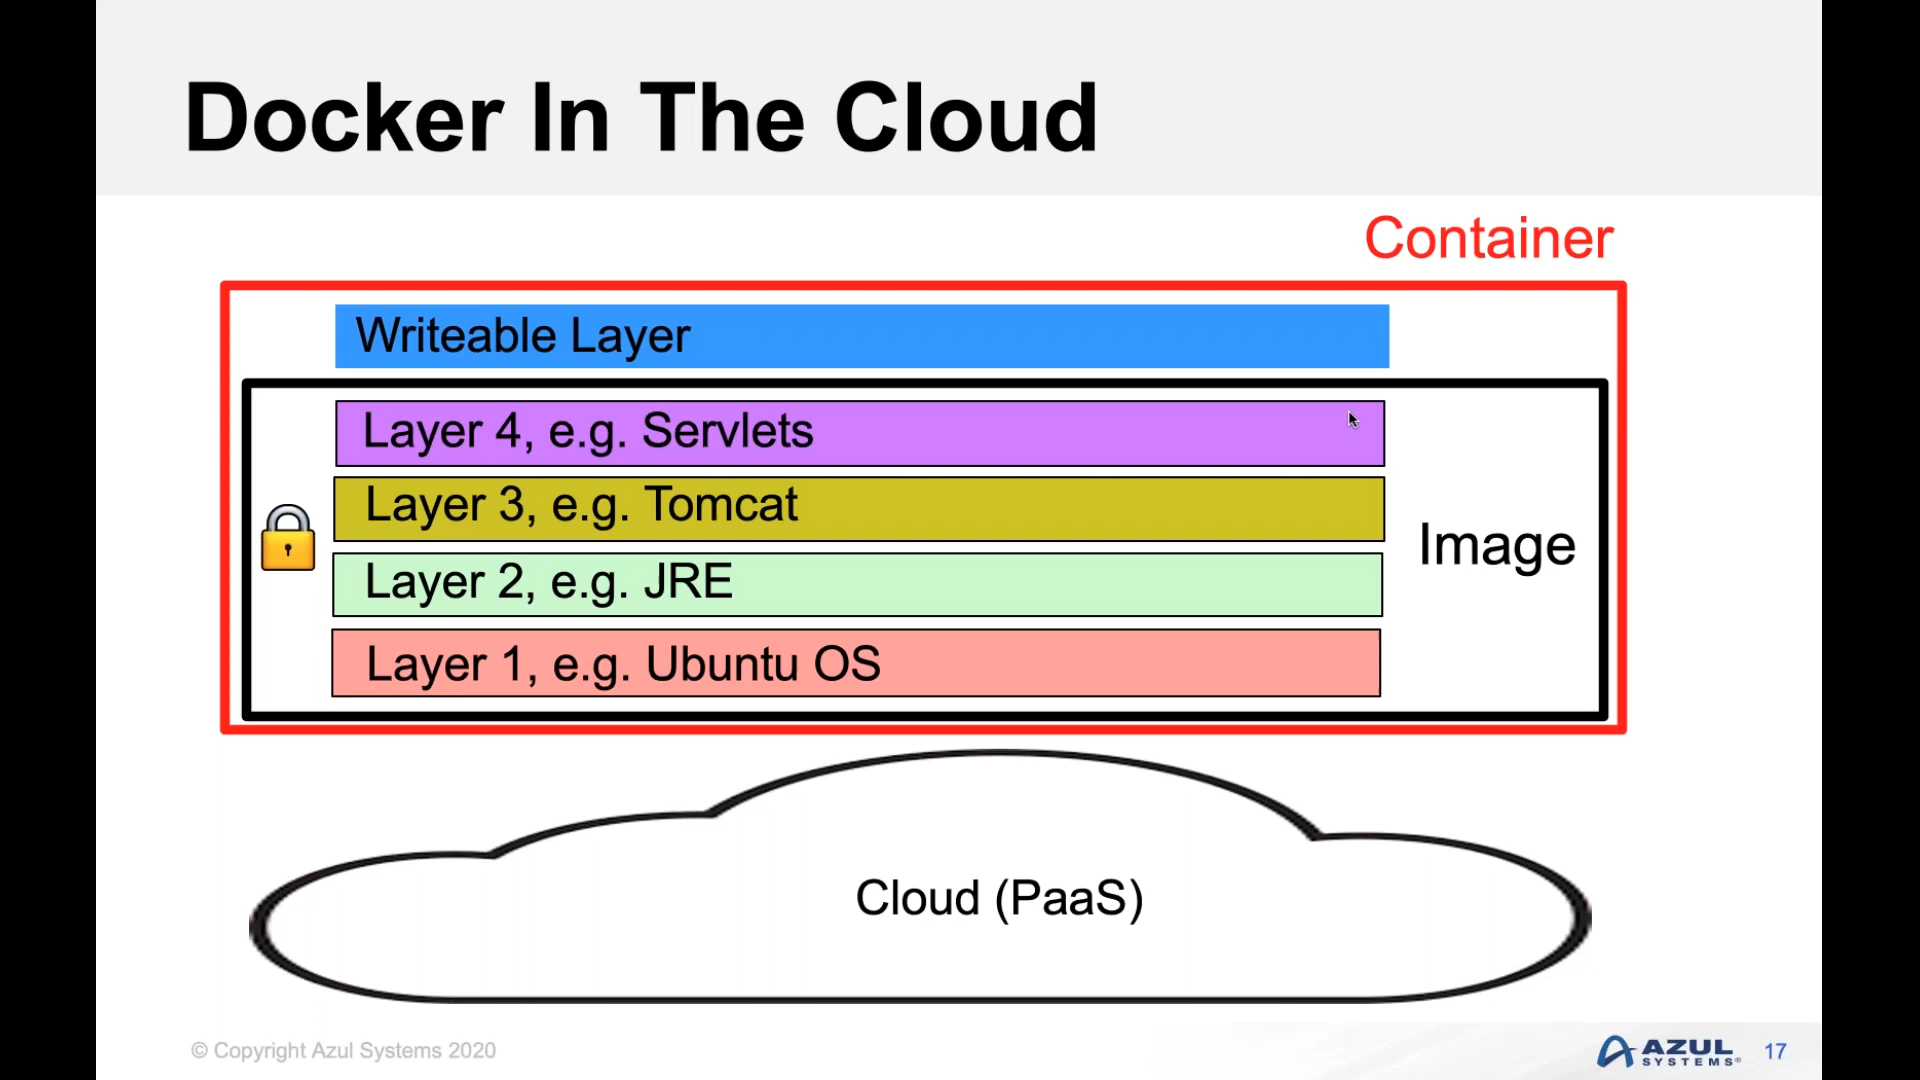 Docker In The Cloud
Container
Writeable Layer
Layer 4, e.g. Servlets
Layer 3, e.g. Tomcat
Layer 2, e.g. JRE
Image
Layer 1, e.g. Ubuntu OS
Cloud (PaaS)
© Copyright Azul Systems 2020
AZUL
SYSTEMS®
17